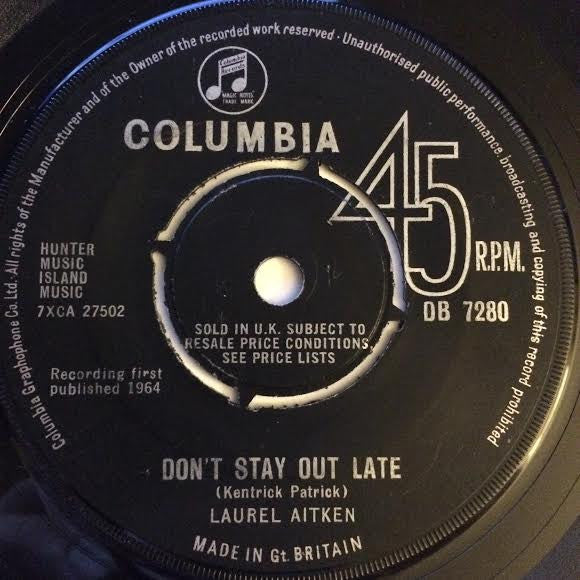 Columbia Graphophone Co. Ltd. · All rights of the Manufacturer and of the Owner of the recorded work reserved · Unauthorised public performance, broadcasting and copying of this record prohibited
Columbia
Records
MAGIC NOTES
TRADE MARK
COLUMBIA
45
R.P.M.
DB 7280
HUNTER
MUSIC
ISLAND
MUSIC
7XCA 27502
SOLD IN U.K. SUBJECT TO
RESALE PRICE CONDITIONS,
SEE PRICE LISTS
Recording first
published 1964
DON'T STAY OUT LATE
(Kentrick Patrick)
LAUREL AITKEN
MADE IN Gt. BRITAIN